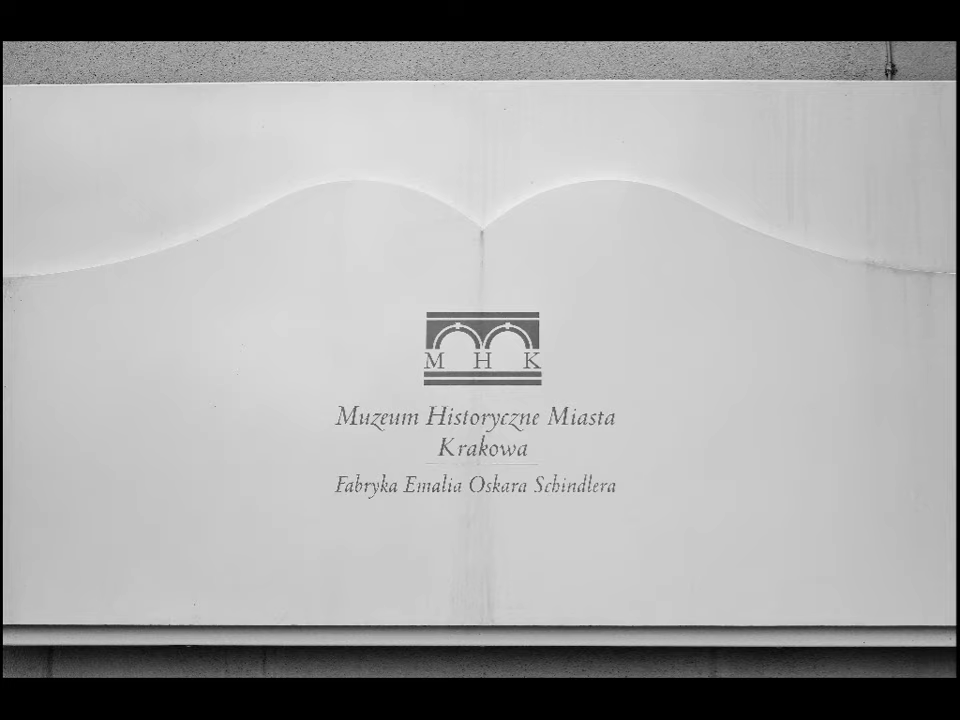 M H K
Muzeum Historyczne Miasta
Krakowa
Fabryka Emalia Oskara Schindlera